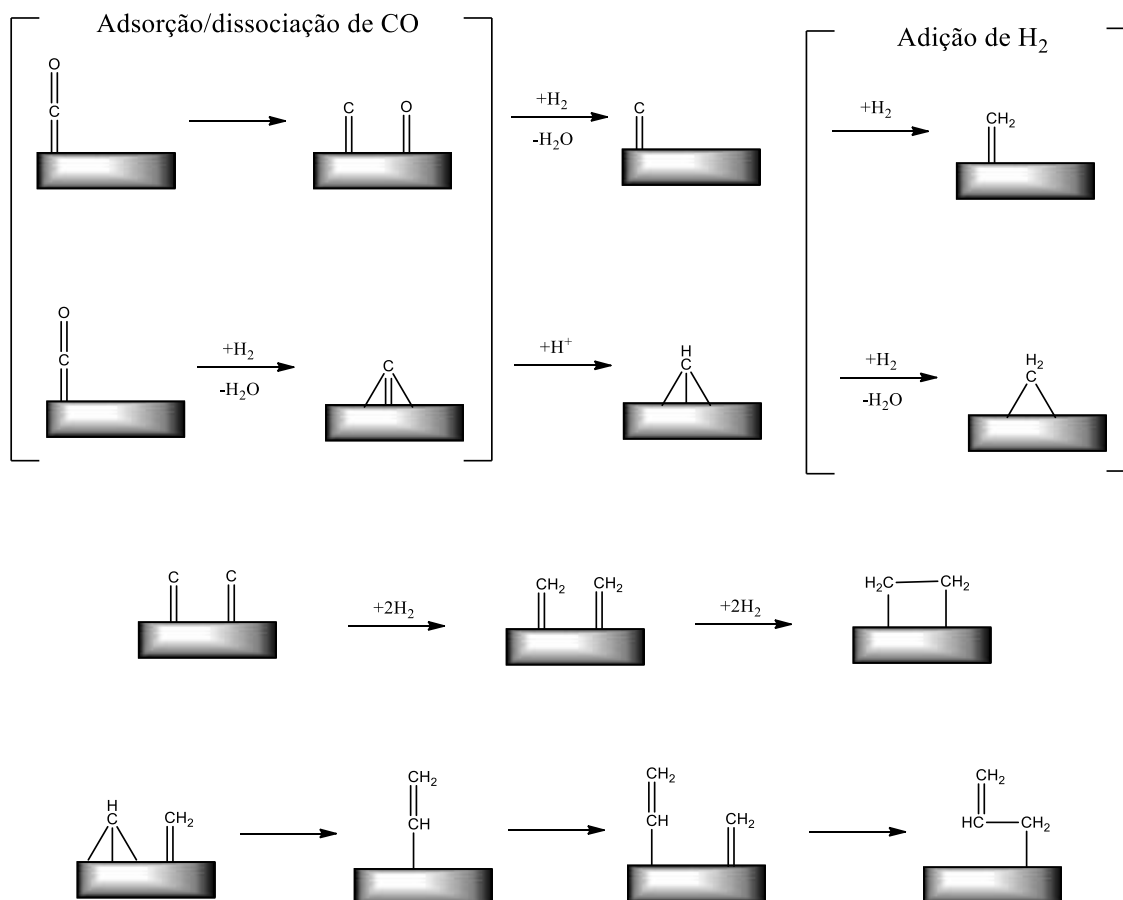 Adsorção/dissociação de CO
Adição de H₂
O
C
C O
+H₂
-H₂O
C
+H₂
CH₂
O
C
+H₂
-H₂O
C
+H⁺
H
C
+H₂
-H₂O
H₂
C
C C
+2H₂
CH₂ CH₂
+2H₂
H₂C CH₂
H
C CH₂
CH₂
CH
CH₂
CH CH₂
CH₂
HC CH₂